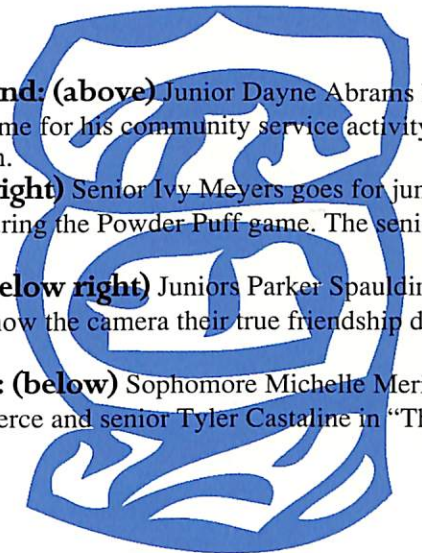 nd: (above) Junior Dayne Abrams
me for his community service activity
n.
ight) Senior Ivy Meyers goes for jun
ring the Powder Puff game. The seni
elow right) Juniors Parker Spauldin
how the camera their true friendship d
: (below) Sophomore Michelle Meri
erce and senior Tyler Castaline in “Th